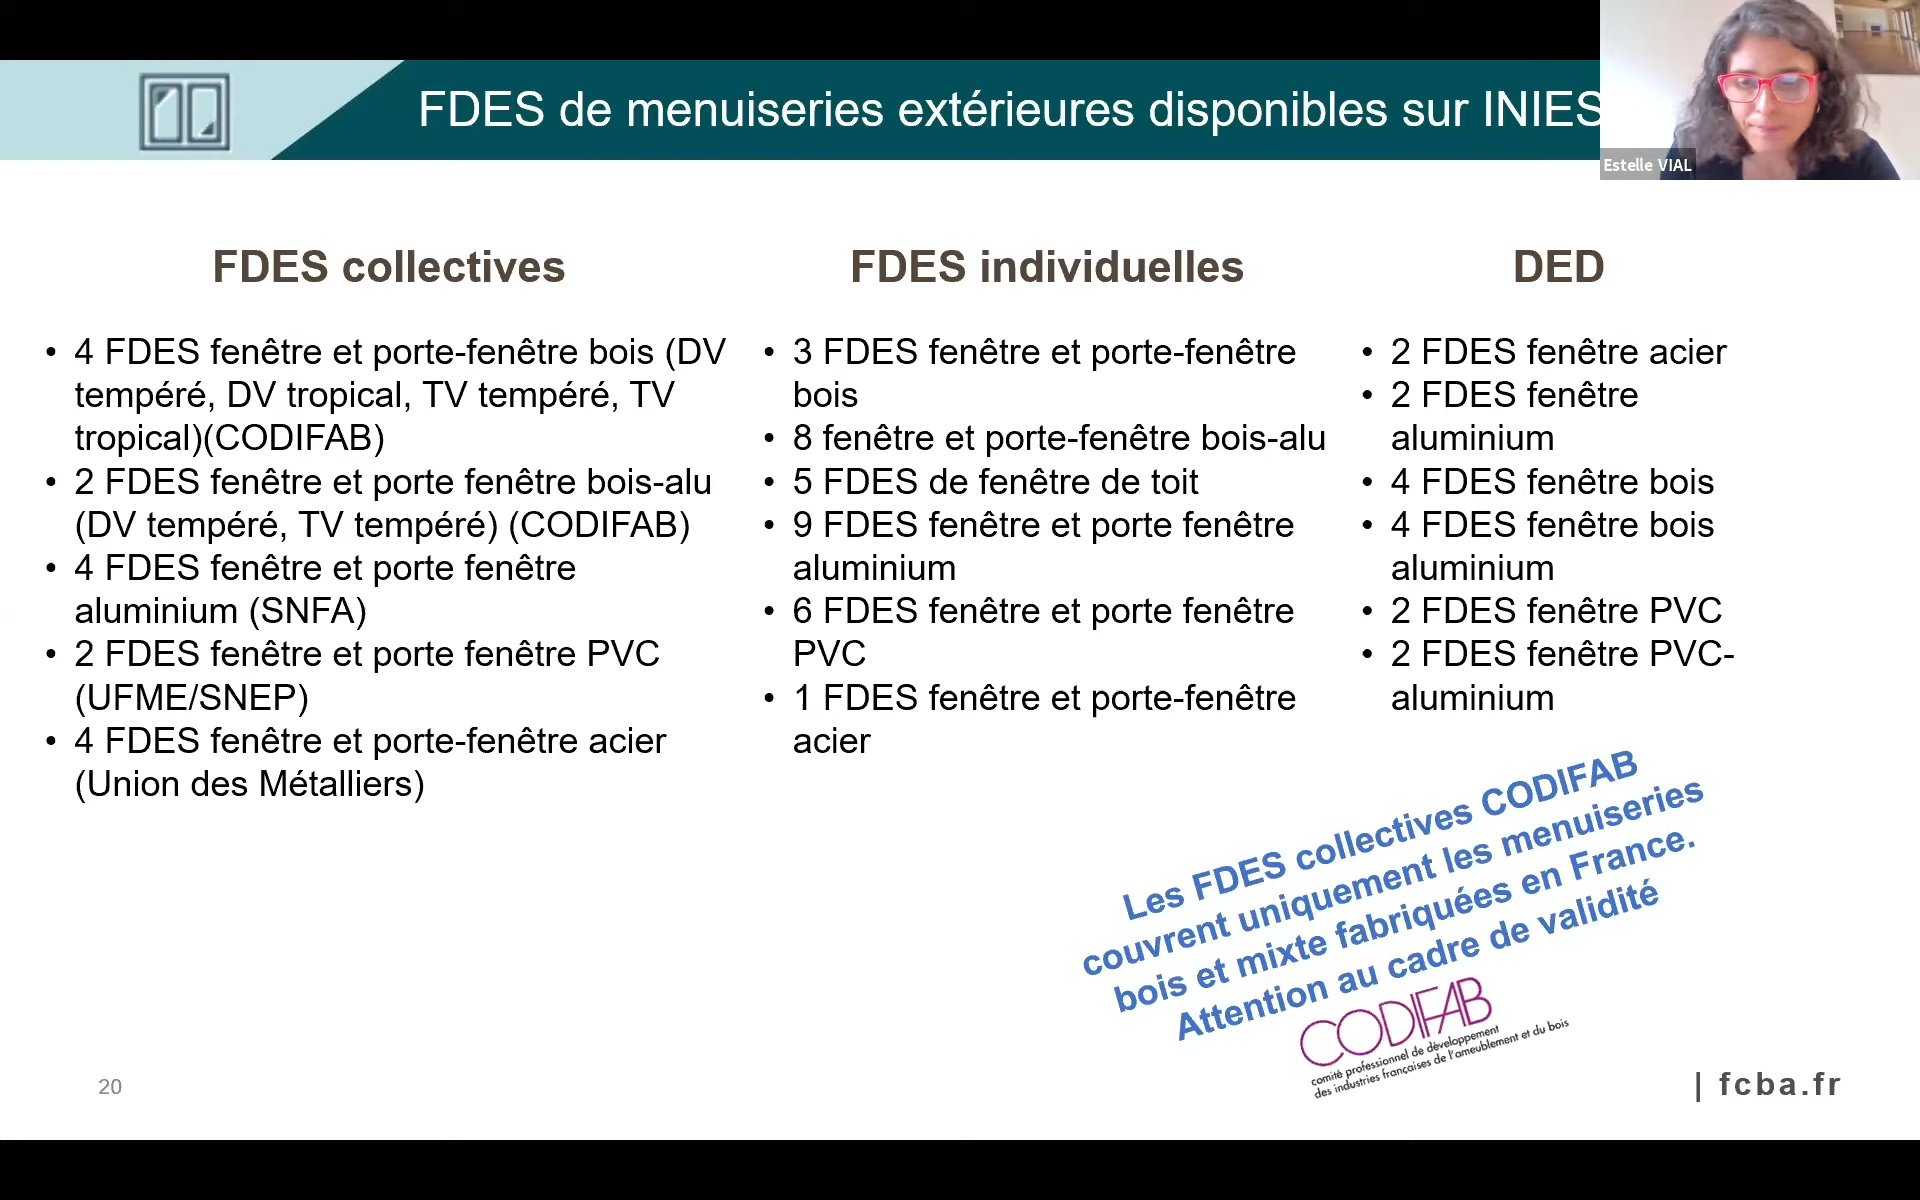 FDES de menuiseries extérieures disponibles sur INIES
Estelle VIAL
FDES collectives
• 4 FDES fenêtre et porte-fenêtre bois (DV
tempéré, DV tropical, TV tempéré, TV
tropical)(CODIFAB)
• 2 FDES fenêtre et porte fenêtre bois-alu
(DV tempéré, TV tempéré) (CODIFAB)
• 4 FDES fenêtre et porte fenêtre
aluminium (SNFA)
• 2 FDES fenêtre et porte fenêtre PVC
(UFME/SNEP)
• 4 FDES fenêtre et porte-fenêtre acier
(Union des Métalliers)
FDES individuelles
• 3 FDES fenêtre et porte-fenêtre
bois
• 8 fenêtre et porte-fenêtre bois-alu
• 5 FDES de fenêtre de toit
• 9 FDES fenêtre et porte fenêtre
aluminium
• 6 FDES fenêtre et porte fenêtre
PVC
• 1 FDES fenêtre et porte-fenêtre
acier
DED
• 2 FDES fenêtre acier
• 2 FDES fenêtre
aluminium
• 4 FDES fenêtre bois
• 4 FDES fenêtre bois
aluminium
• 2 FDES fenêtre PVC
• 2 FDES fenêtre PVC-
aluminium
Les FDES collectives CODIFAB
couvrent uniquement les menuiseries
bois et mixte fabriquées en France.
Attention au cadre de validité
CODIFAB
comité professionnel de développement
des industries françaises de l'ameublement et du bois
20
| fcba.fr